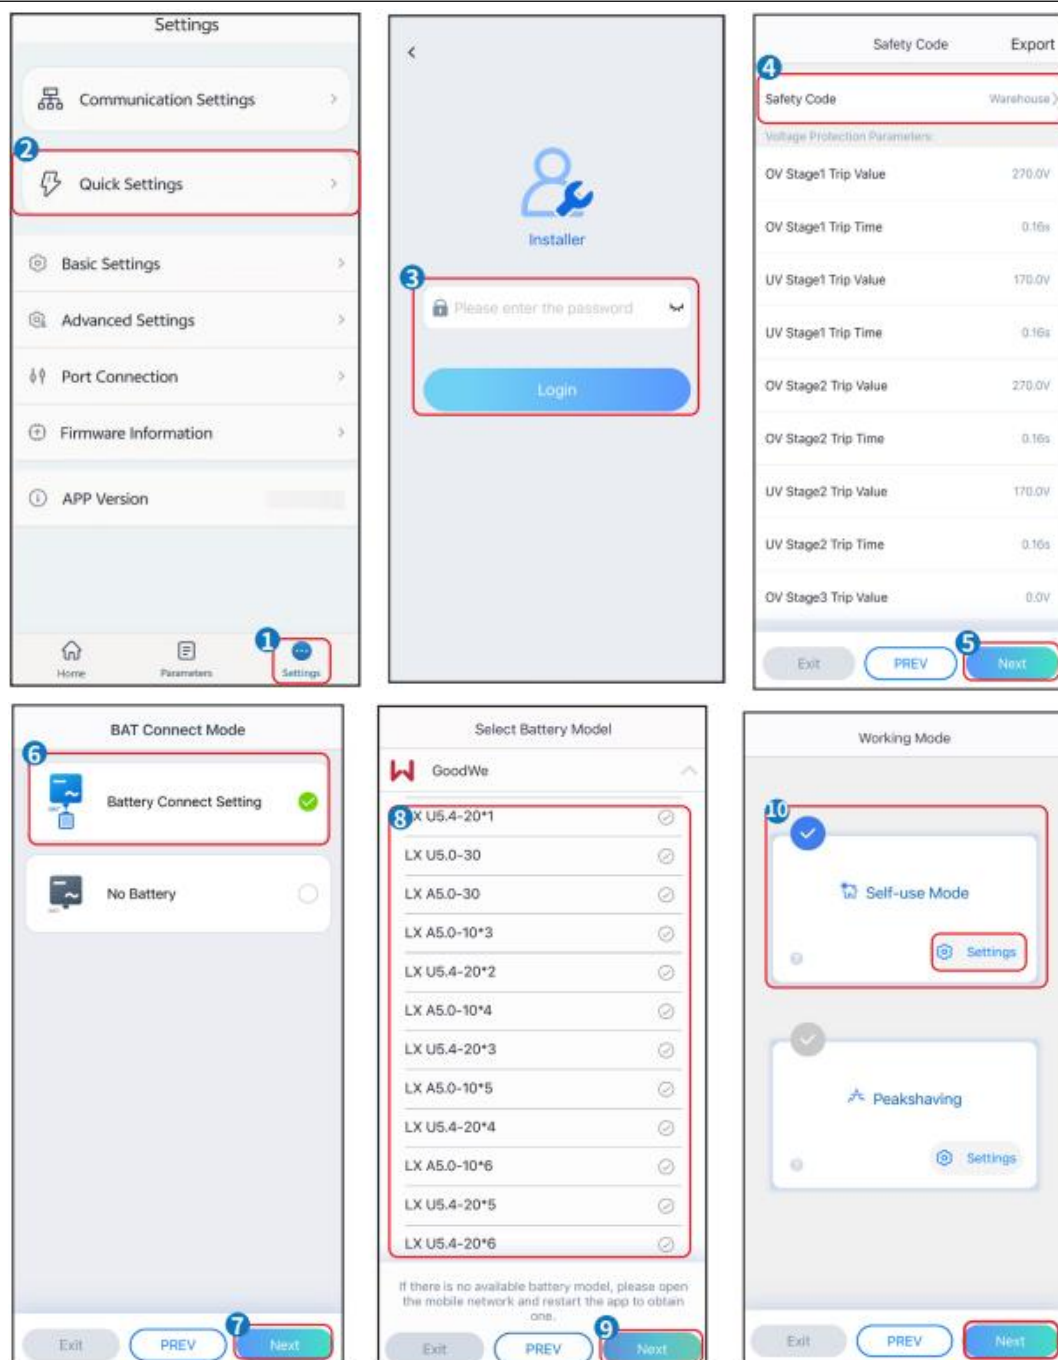 Settings
Communication Settings
2
Quick Settings
Basic Settings
Advanced Settings
Port Connection
Firmware Information
APP Version
1
Home
Parameters
Settings
Installer
3
Please enter the password
Login
Safety Code
Export
4
Safety Code
Warehouse
Voltage Protection Parameters:
OV Stage1 Trip Value
270.0V
OV Stage1 Trip Time
0.16s
UV Stage1 Trip Value
170.0V
UV Stage1 Trip Time
0.16s
OV Stage2 Trip Value
270.0V
OV Stage2 Trip Time
0.16s
UV Stage2 Trip Value
170.0V
UV Stage2 Trip Time
0.16s
OV Stage3 Trip Value
0.0V
5
Exit
PREV
Next
BAT Connect Mode
6
Battery Connect Setting
No Battery
7
Exit
PREV
Next
Select Battery Model
GoodWe
8
X U5.4-20*1
LX U5.0-30
LX A5.0-30
LX A5.0-10*3
LX U5.4-20*2
LX A5.0-10*4
LX U5.4-20*3
LX A5.0-10*5
LX U5.4-20*4
LX A5.0-10*6
LX U5.4-20*5
LX U5.4-20*6
If there is no available battery model, please open
the mobile network and restart the app to obtain
one.
9
Exit
PREV
Next
Working Mode
10
Self-use Mode
Settings
Peakshaving
Settings
Exit
PREV
Next